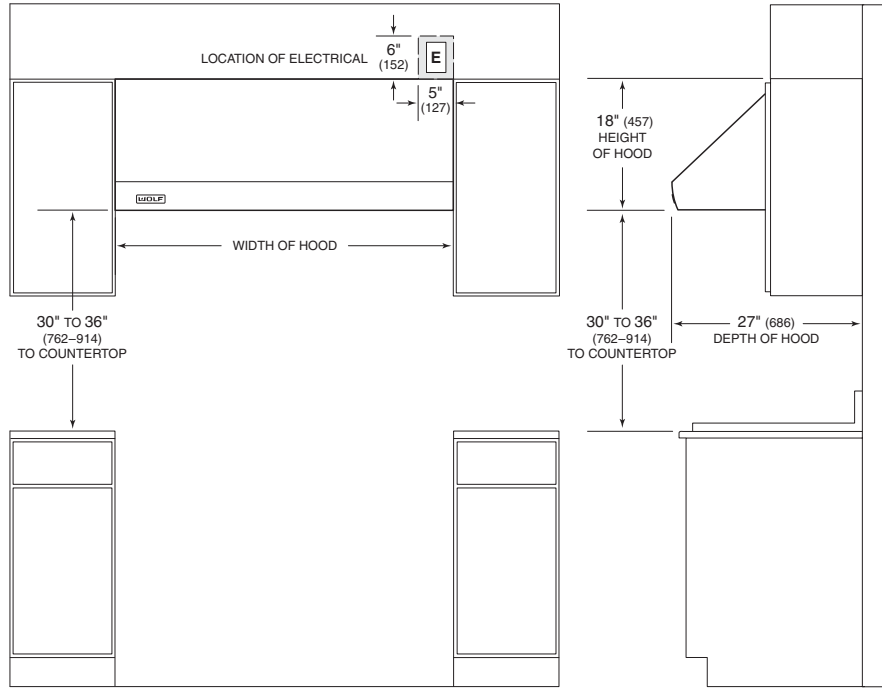 LOCATION OF ELECTRICAL
6"
(152)
E
5"
(127)
WOLF
WIDTH OF HOOD
30" TO 36"
(762–914)
TO COUNTERTOP
18" (457)
HEIGHT
OF HOOD
30" TO 36"
(762–914)
TO COUNTERTOP
27" (686)
DEPTH OF HOOD